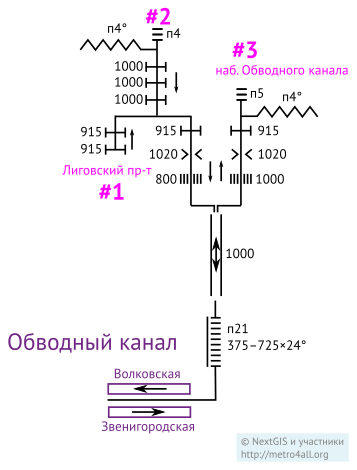 #2
п4°
п4
#3
1000
наб. Обводного канала
1000
п5
п4°
1000
915
915
915
915
1020
1020
Лиговский пр-т
800
1000
#1
1000
п21
Обводный канал
375–725×24°
Волковская
Звенигородская
© NextGIS и участники
http://metro4all.org